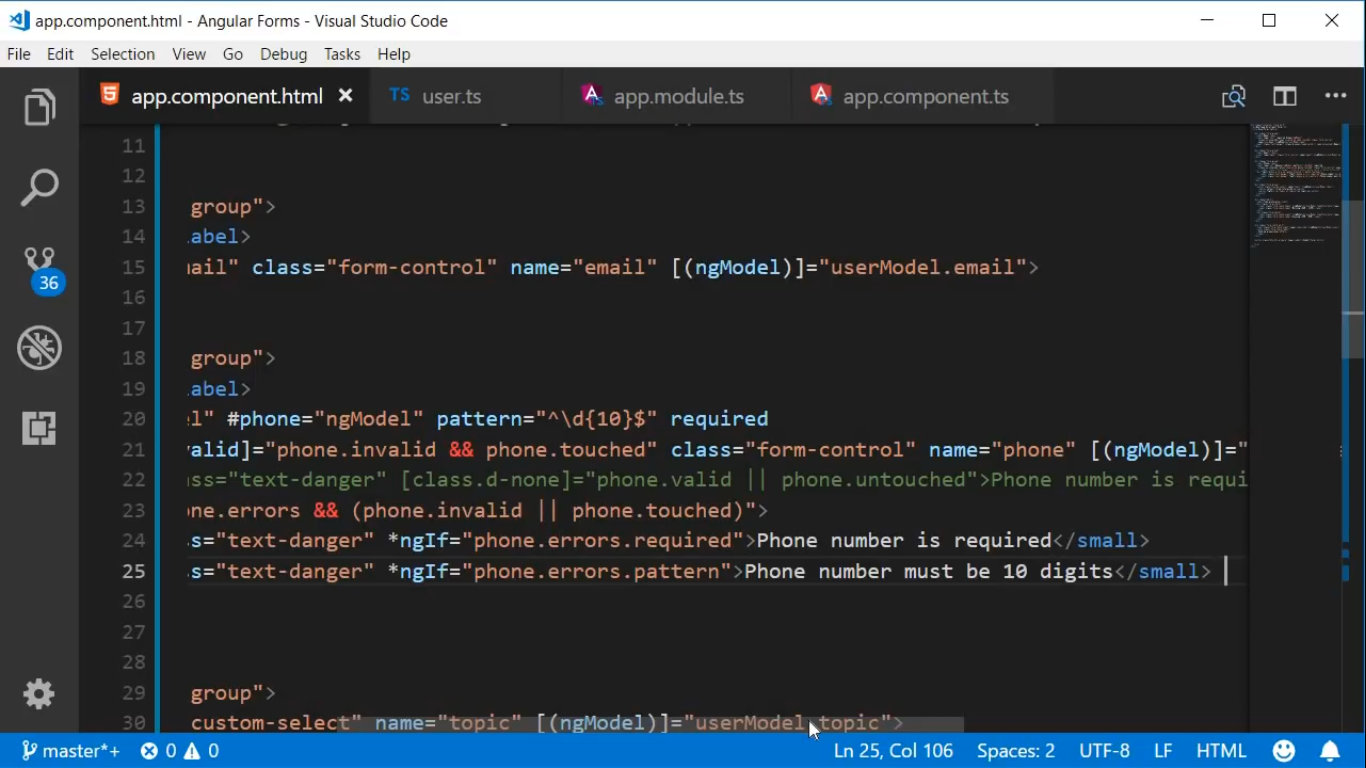 app.component.html - Angular Forms - Visual Studio Code
File Edit Selection View Go Debug Tasks Help
app.component.html TS user.ts app.module.ts app.component.ts
11
12
13 group">
14 abel>
15 ail" class="form-control" name="email" [(ngModel)]="userModel.email">
16
17
18 group">
19 abel>
20 l" #phone="ngModel" pattern="^\d{10}$" required
21 valid]="phone.invalid && phone.touched" class="form-control" name="phone" [(ngModel)]="
22 ss="text-danger" [class.d-none]="phone.valid || phone.untouched">Phone number is requi
23 ne.errors && (phone.invalid || phone.touched)">
24 s="text-danger" *ngIf="phone.errors.required">Phone number is required</small>
25 s="text-danger" *ngIf="phone.errors.pattern">Phone number must be 10 digits</small>
26
27
28
29 group">
30 custom-select" name="topic" [(ngModel)]="userModel.topic">
36
master*+ 0 0 Ln 25, Col 106 Spaces: 2 UTF-8 LF HTML